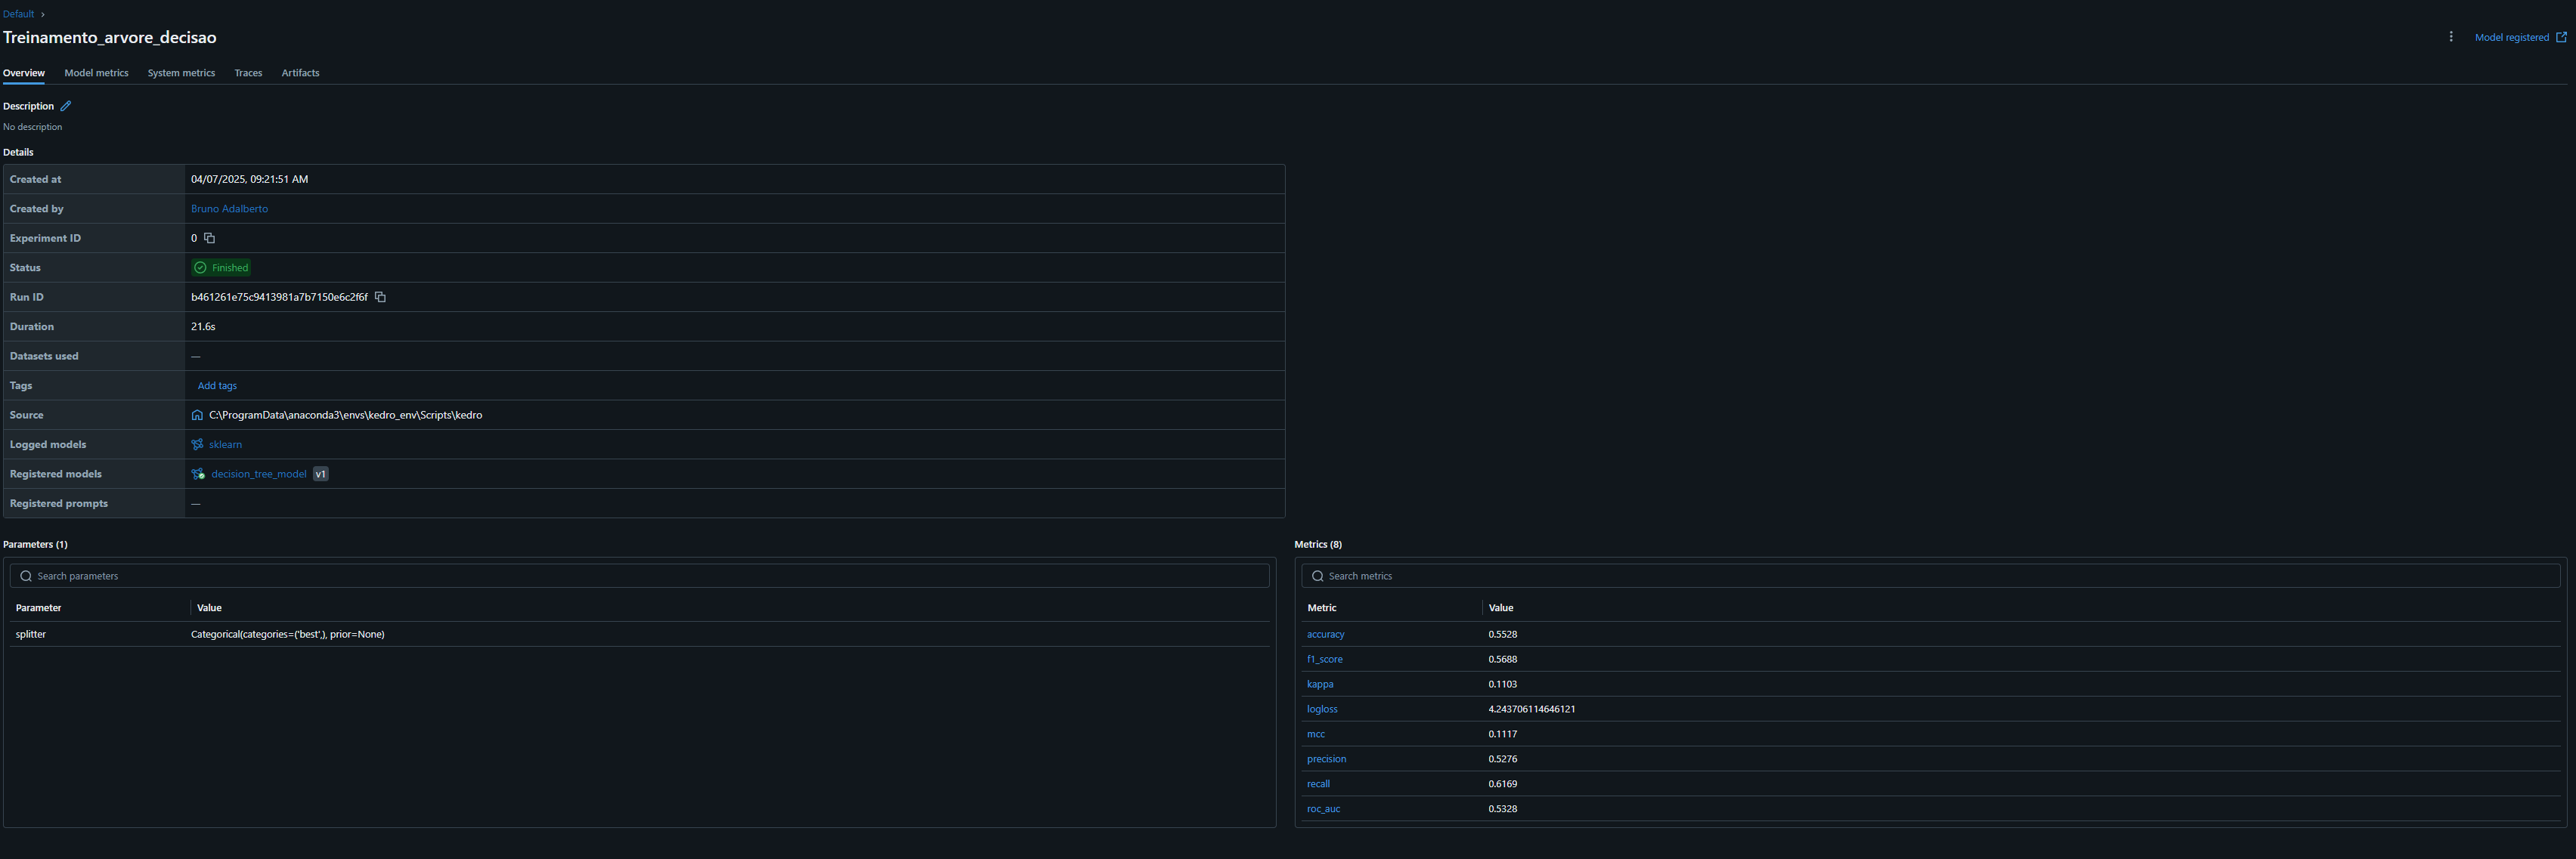 Default
Treinamento_arvore_decisao
Model registered
Overview Model metrics System metrics Traces Artifacts
Description
No description
Details
Created at 04/07/2025, 09:21:51 AM
Created by Bruno Adalberto
Experiment ID 0
Status Finished
Run ID b461261e75c9413981a7b7150e6c2f6f
Duration 21.6s
Datasets used —
Tags Add tags
Source C:\ProgramData\anaconda3\envs\kedro_env\Scripts\kedro
Logged models sklearn
Registered models decision_tree_model v1
Registered prompts —
Parameters (1)
Search parameters
Parameter Value
splitter Categorical(categories=('best',), prior=None)
Metrics (8)
Search metrics
Metric Value
accuracy 0.5528
f1_score 0.5688
kappa 0.1103
logloss 4.243706114646121
mcc 0.1117
precision 0.5276
recall 0.6169
roc_auc 0.5328